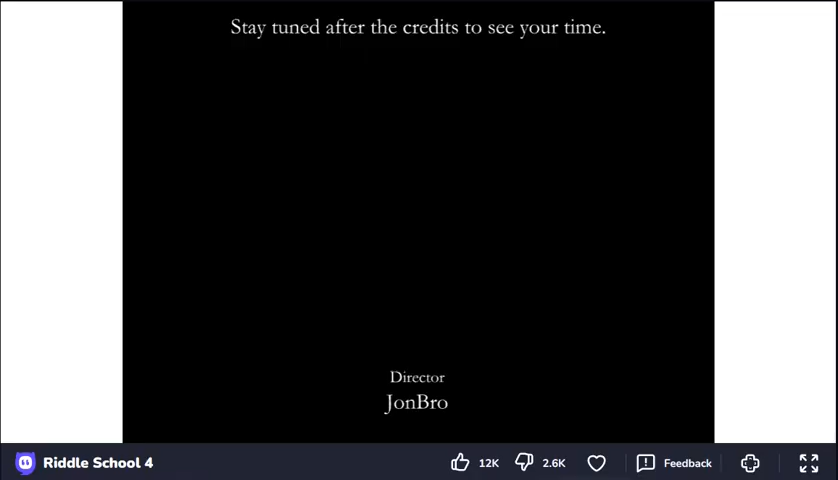 Stay tuned after the credits to see your time.
Director
JonBro
Riddle School 4
12K
2.6K
Feedback